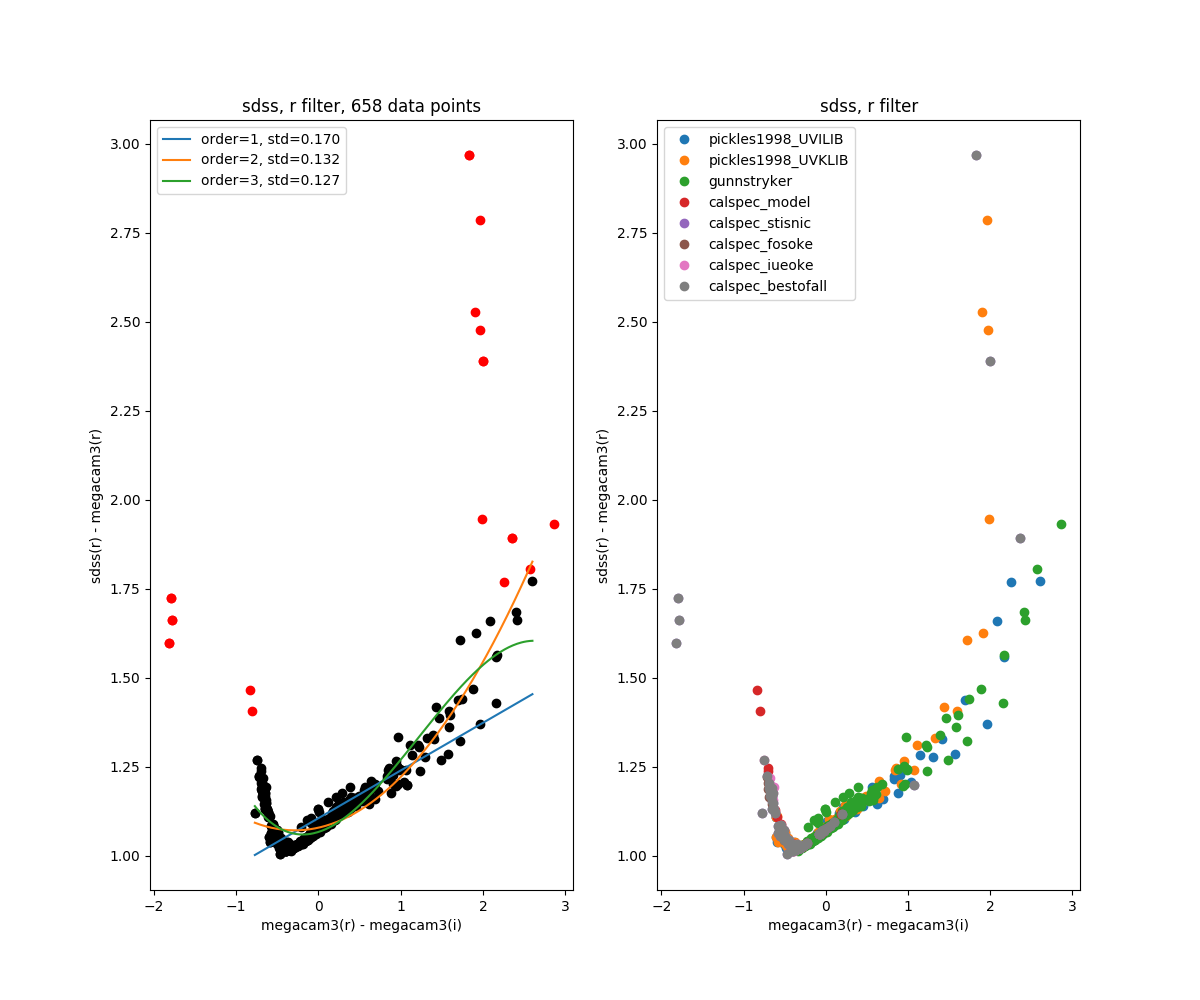 sdss, r filter, 658 data points
order=1, std=0.170
order=2, std=0.132
order=3, std=0.127
3.00
2.75
2.50
2.25
2.00
1.75
1.50
1.25
1.00
sdss(r) - megacam3(r)
−2
−1
0
1
2
3
megacam3(r) - megacam3(i)
sdss, r filter
pickles1998_UVILIB
pickles1998_UVKLIB
gunnstryker
calspec_model
calspec_stisnic
calspec_fosoke
calspec_iueoke
calspec_bestofall
3.00
2.75
2.50
2.25
2.00
1.75
1.50
1.25
1.00
sdss(r) - megacam3(r)
−2
−1
0
1
2
3
megacam3(r) - megacam3(i)